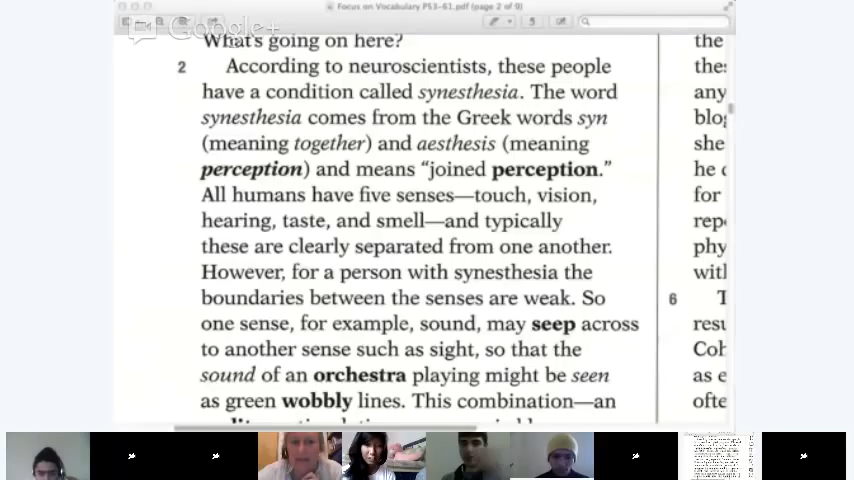 Focus on Vocabulary P53-61.pdf (page 2 of 9)
Google+
What's going on here?
2 According to neuroscientists, these people
have a condition called synesthesia. The word
synesthesia comes from the Greek words syn
(meaning together) and aesthesis (meaning
perception) and means “joined perception.”
All humans have five senses—touch, vision,
hearing, taste, and smell—and typically
these are clearly separated from one another.
However, for a person with synesthesia the
boundaries between the senses are weak. So
one sense, for example, sound, may seep across
to another sense such as sight, so that the
sound of an orchestra playing might be seen
as green wobbly lines. This combination—an
the
any
she
for
6